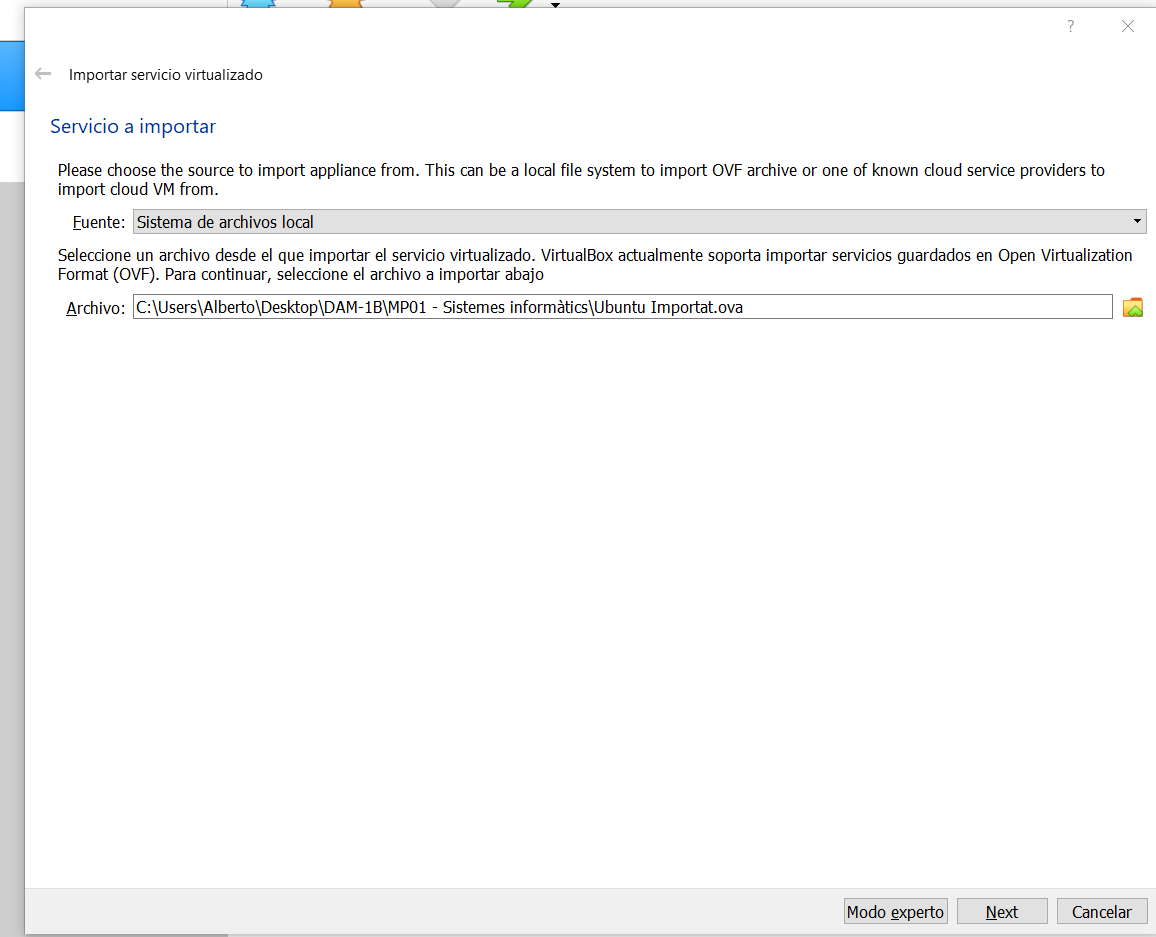 ?
Importar servicio virtualizado
Servicio a importar
Please choose the source to import appliance from. This can be a local file system to import OVF archive or one of known cloud service providers to
import cloud VM from.
Fuente: Sistema de archivos local
Seleccione un archivo desde el que importar el servicio virtualizado. VirtualBox actualmente soporta importar servicios guardados en Open Virtualization
Format (OVF). Para continuar, seleccione el archivo a importar abajo
Archivo: C:\Users\Alberto\Desktop\DAM-1B\MP01 - Sistemes informàtics\Ubuntu Importat.ova
Modo experto Next Cancelar